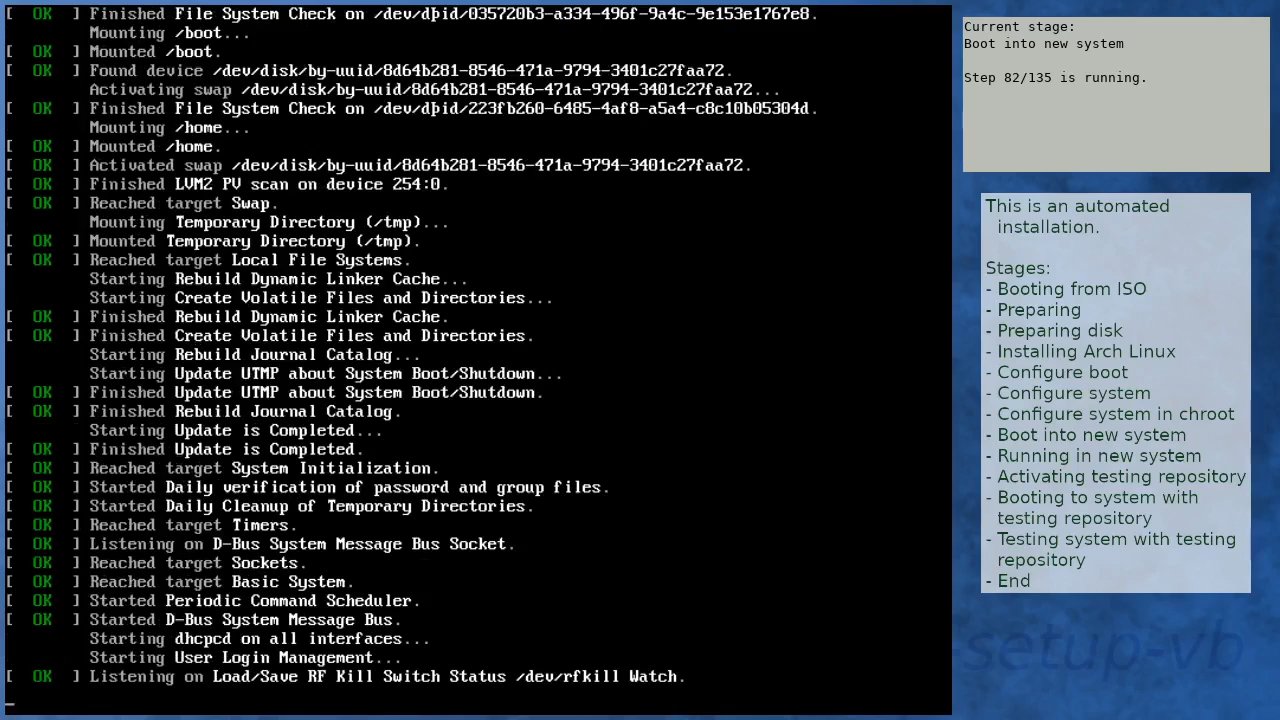 [  OK  ] Finished File System Check on /dev/dþid/035720b3-a334-496f-9a4c-9e153e1767e8.
Mounting /boot...
[  OK  ] Mounted /boot.
[  OK  ] Found device /dev/disk/by-uuid/8d64b281-8546-471a-9794-3401c27faa72.
Activating swap /dev/disk/by-uuid/8d64b281-8546-471a-9794-3401c27faa72...
[  OK  ] Finished File System Check on /dev/dþid/223fb260-6485-4af8-a5a4-c8c10b05304d.
Mounting /home...
[  OK  ] Mounted /home.
[  OK  ] Activated swap /dev/disk/by-uuid/8d64b281-8546-471a-9794-3401c27faa72.
[  OK  ] Finished LVM2 PV scan on device 254:0.
[  OK  ] Reached target Swap.
Mounting Temporary Directory (/tmp)...
[  OK  ] Mounted Temporary Directory (/tmp).
[  OK  ] Reached target Local File Systems.
Starting Rebuild Dynamic Linker Cache...
Starting Create Volatile Files and Directories...
[  OK  ] Finished Rebuild Dynamic Linker Cache.
[  OK  ] Finished Create Volatile Files and Directories.
Starting Rebuild Journal Catalog...
Starting Update UTMP about System Boot/Shutdown...
[  OK  ] Finished Update UTMP about System Boot/Shutdown.
[  OK  ] Finished Rebuild Journal Catalog.
Starting Update is Completed...
[  OK  ] Finished Update is Completed.
[  OK  ] Reached target System Initialization.
[  OK  ] Started Daily verification of password and group files.
[  OK  ] Started Daily Cleanup of Temporary Directories.
[  OK  ] Reached target Timers.
[  OK  ] Listening on D-Bus System Message Bus Socket.
[  OK  ] Reached target Sockets.
[  OK  ] Reached target Basic System.
[  OK  ] Started Periodic Command Scheduler.
[  OK  ] Started D-Bus System Message Bus.
Starting dhcpcd on all interfaces...
Starting User Login Management...
[  OK  ] Listening on Load/Save RF Kill Switch Status /dev/rfkill Watch.
Current stage:
Boot into new system
Step 82/135 is running.
This is an automated
installation.
Stages:
- Booting from ISO
- Preparing
- Preparing disk
- Installing Arch Linux
- Configure boot
- Configure system
- Configure system in chroot
- Boot into new system
- Running in new system
- Activating testing repository
- Booting to system with
testing repository
- Testing system with testing
repository
- End
-setup-vb